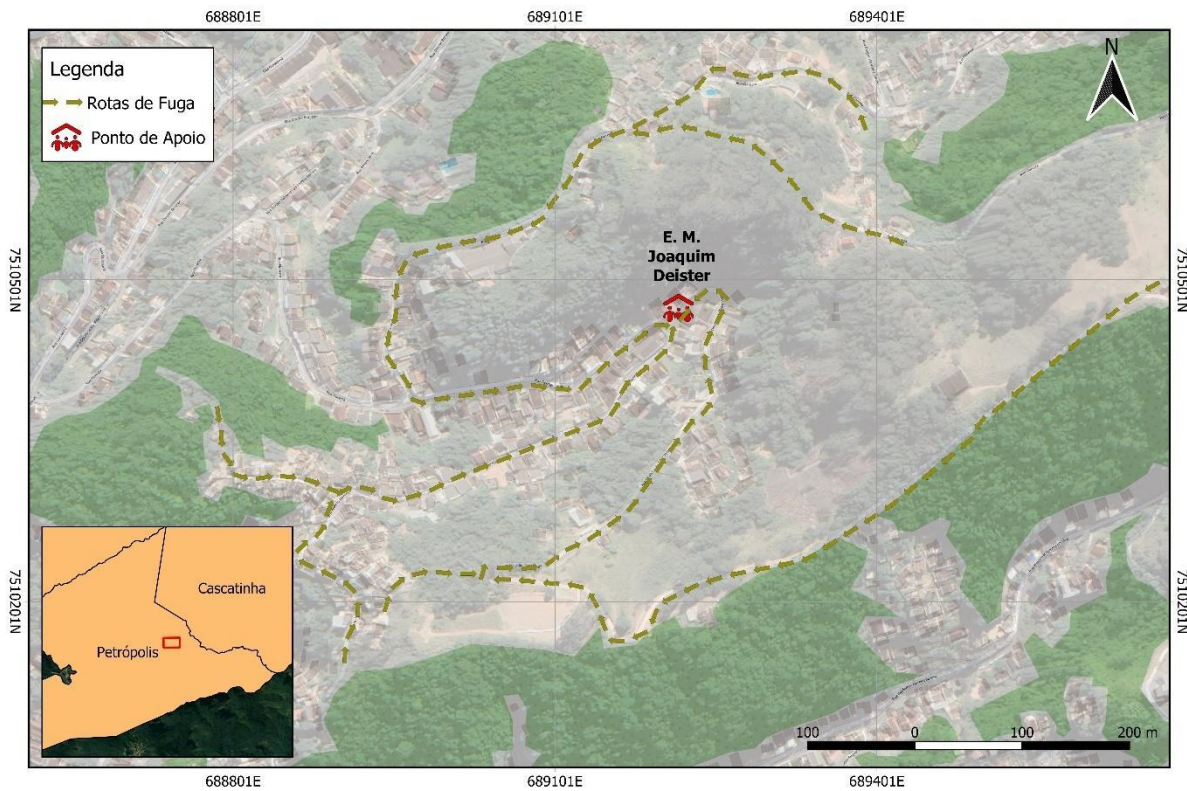 688801E
689101E
689401E
Legenda
Rotas de Fuga
Ponto de Apoio
N
E. M.
Joaquim
Deister
7510501N
7510501N
7510201N
7510201N
Cascatinha
Petrópolis
100
0
100
200 m
688801E
689101E
689401E